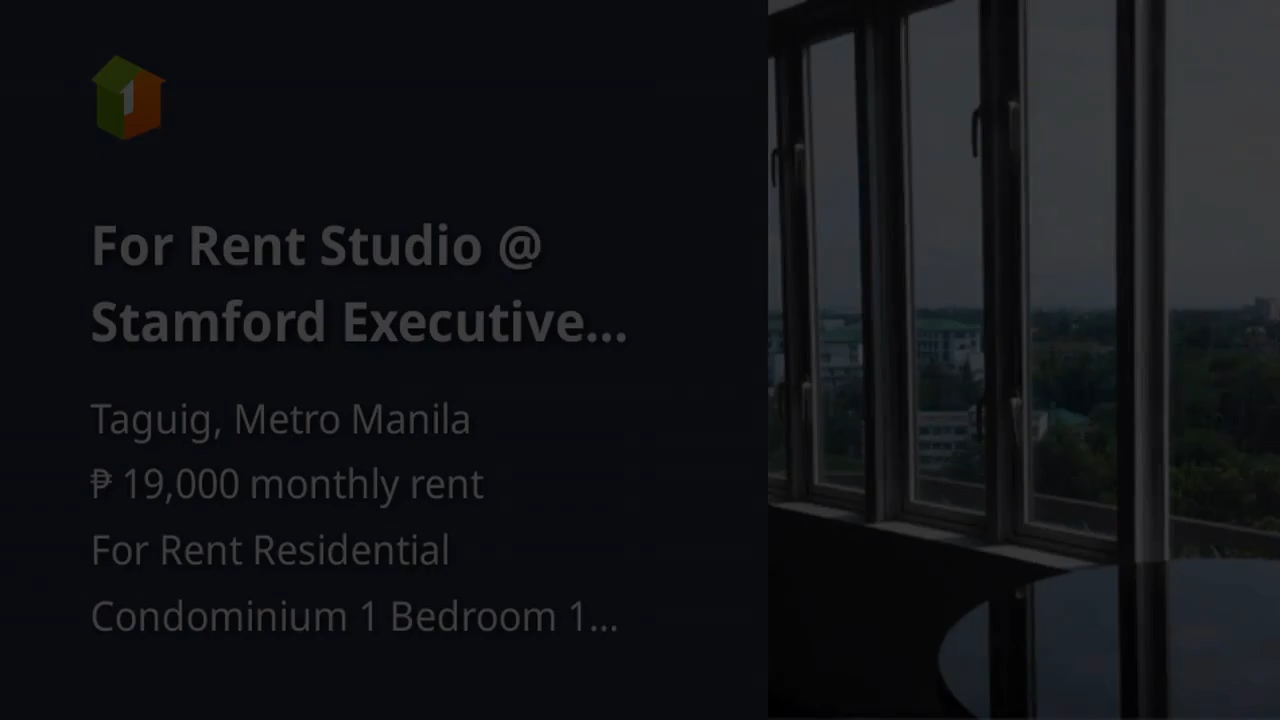 For Rent Studio @
Stamford Executive...
Taguig, Metro Manila
₱ 19,000 monthly rent
For Rent Residential
Condominium 1 Bedroom 1...